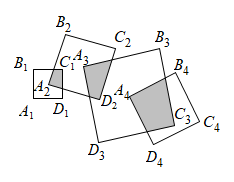 B₂
C₂
B₃
B₁
C₁
A₃
B₄
A₂
A₄
A₁
D₁
D₂
C₃
C₄
D₃
D₄